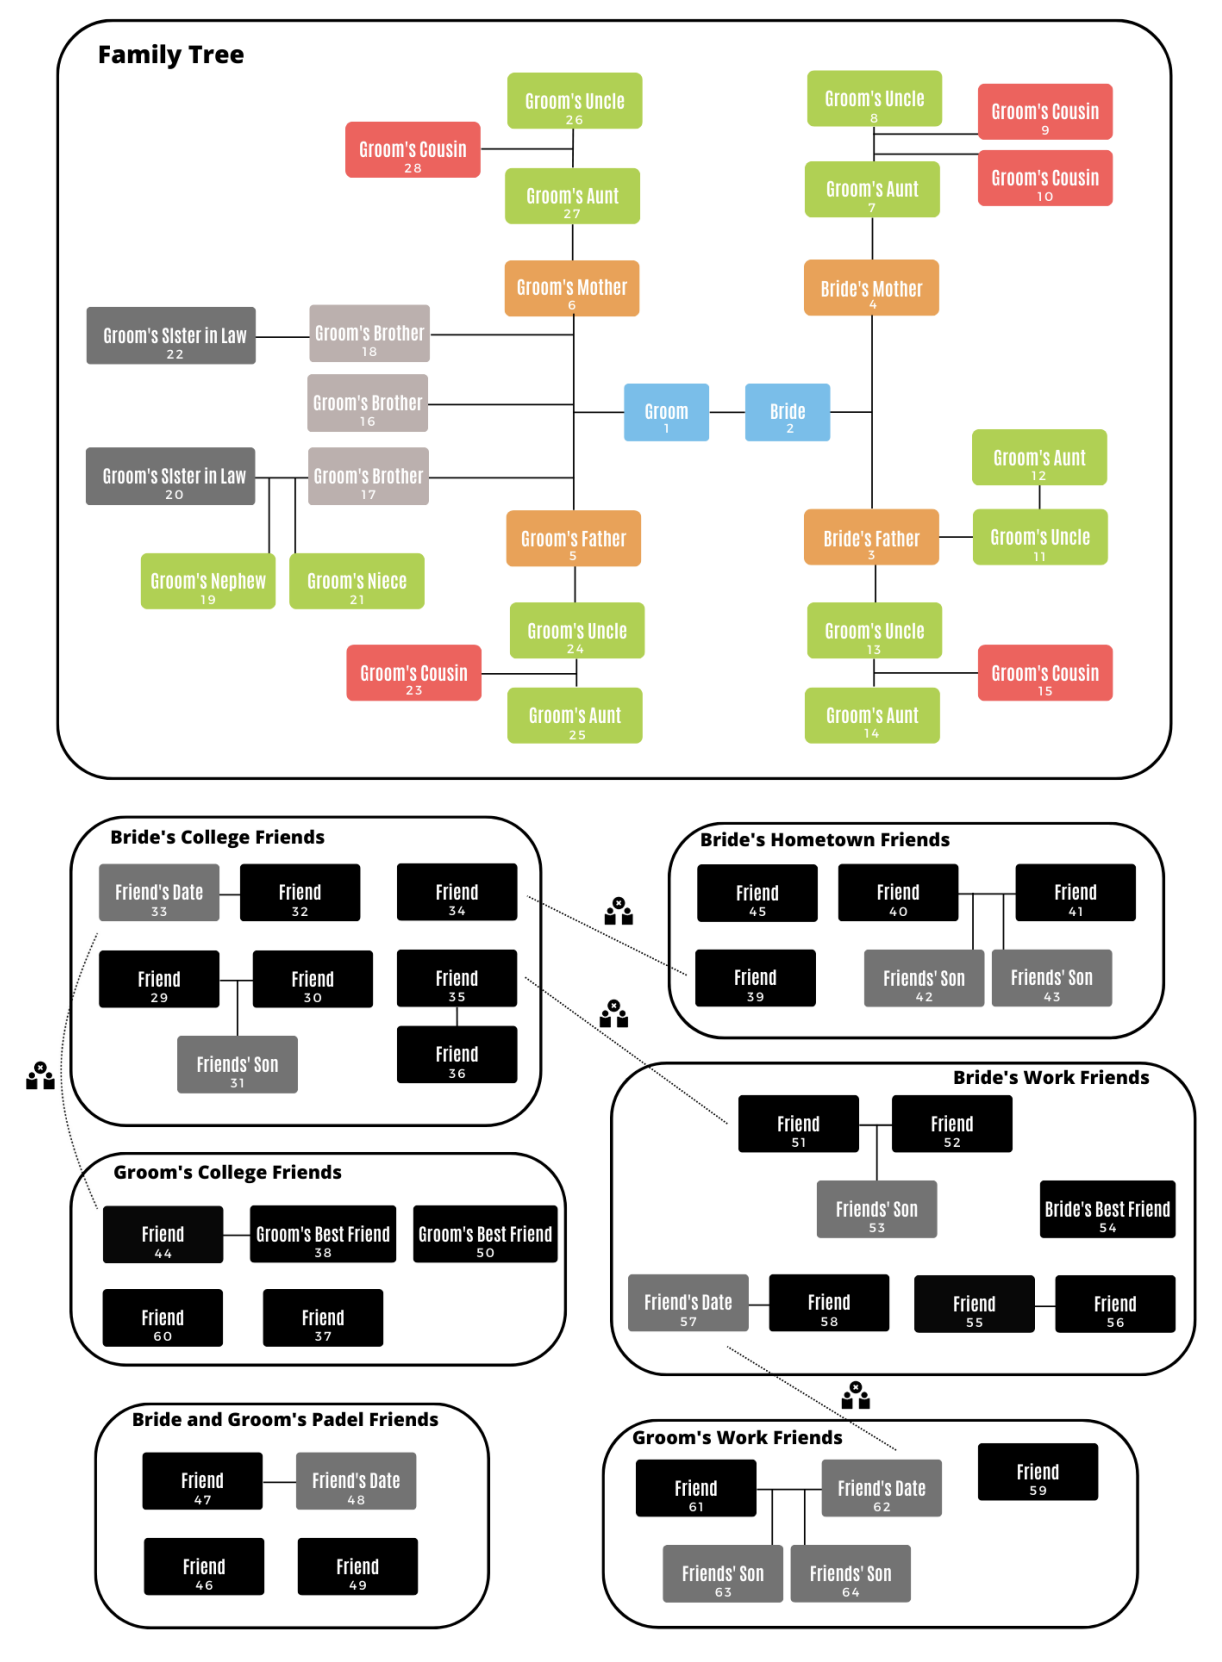 Family Tree
Groom's Uncle
26
Groom's Uncle
8
Groom's Cousin
9
Groom's Cousin
28
Groom's Cousin
10
Groom's Aunt
27
Groom's Aunt
7
Groom's Mother
6
Bride's Mother
4
Groom's SIster in Law
22
Groom's Brother
18
Groom's Brother
16
Groom
1
Bride
2
Groom's SIster in Law
20
Groom's Brother
17
Groom's Aunt
12
Groom's Father
5
Bride's Father
3
Groom's Uncle
11
Groom's Nephew
19
Groom's Niece
21
Groom's Uncle
24
Groom's Uncle
13
Groom's Cousin
23
Groom's Cousin
15
Groom's Aunt
25
Groom's Aunt
14
Bride's College Friends
Friend's Date
33
Friend
32
Friend
34
Friend
29
Friend
30
Friend
35
Friends' Son
31
Friend
36
Bride's Hometown Friends
Friend
45
Friend
40
Friend
41
Friend
39
Friends' Son
42
Friends' Son
43
Bride's Work Friends
Friend
51
Friend
52
Friends' Son
53
Bride's Best Friend
54
Friend's Date
57
Friend
58
Friend
55
Friend
56
Groom's College Friends
Friend
44
Groom's Best Friend
38
Groom's Best Friend
50
Friend
60
Friend
37
Bride and Groom's Padel Friends
Friend
47
Friend's Date
48
Friend
46
Friend
49
Groom's Work Friends
Friend
61
Friend's Date
62
Friend
59
Friends' Son
63
Friends' Son
64